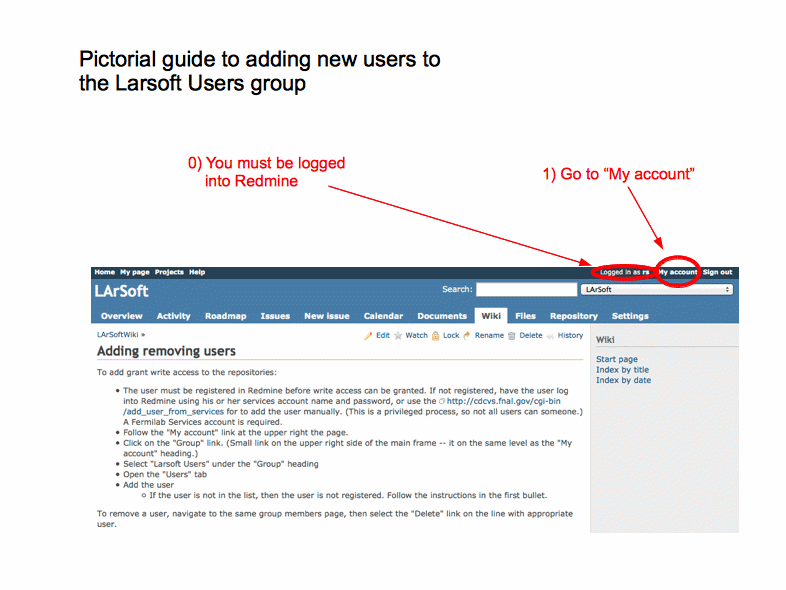 Pictorial guide to adding new users to
the Larsoft Users group
0) You must be logged
into Redmine
1) Go to “My account”
Home My page Projects Help
Logged in as rs My account Sign out
LArSoft
Search:
LArSoft
Overview Activity Roadmap Issues New issue Calendar Documents Wiki Files Repository Settings
LArSoftWiki »
Edit Watch Lock Rename Delete History
Adding removing users
To add grant write access to the repositories:
• The user must be registered in Redmine before write access can be granted. If not registered, have the user log
into Redmine using his or her services account name and password, or use the http://cdcvs.fnal.gov/cgi-bin
/add_user_from_services for to add the user manually. (This is a privileged process, so not all users can someone.)
A Fermilab Services account is required.
• Follow the "My account" link at the upper right the page.
• Click on the "Group" link. (Small link on the upper right side of the main frame -- it on the same level as the "My
account" heading.)
• Select "Larsoft Users" under the "Group" heading
• Open the "Users" tab
• Add the user
○ If the user is not in the list, then the user is not registered. Follow the instructions in the first bullet.
To remove a user, navigate to the same group members page, then select the "Delete" link on the line with appropriate
user.
Wiki
Start page
Index by title
Index by date